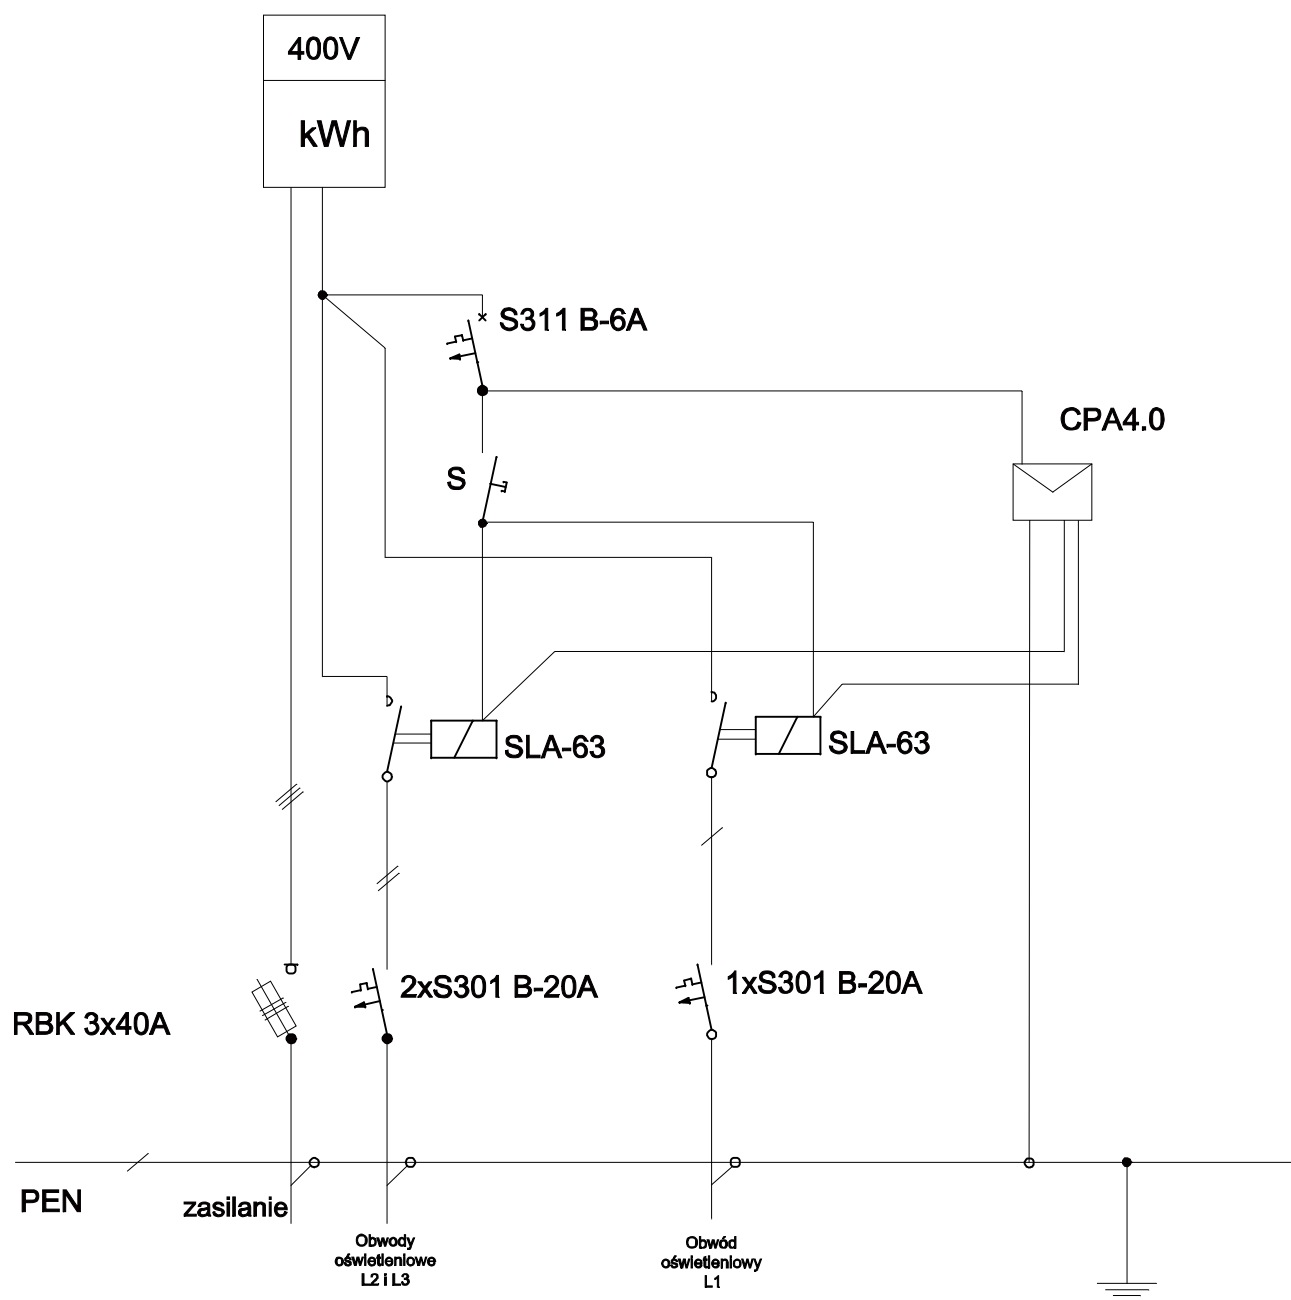 400V
kWh
S311 B-6A
CPA4.0
S
SLA-63
SLA-63
2xS301 B-20A
1xS301 B-20A
RBK 3x40A
PEN
zasilanie
Obwody
oświetleniowe
L2 i L3
Obwód
oświetleniowy
L1